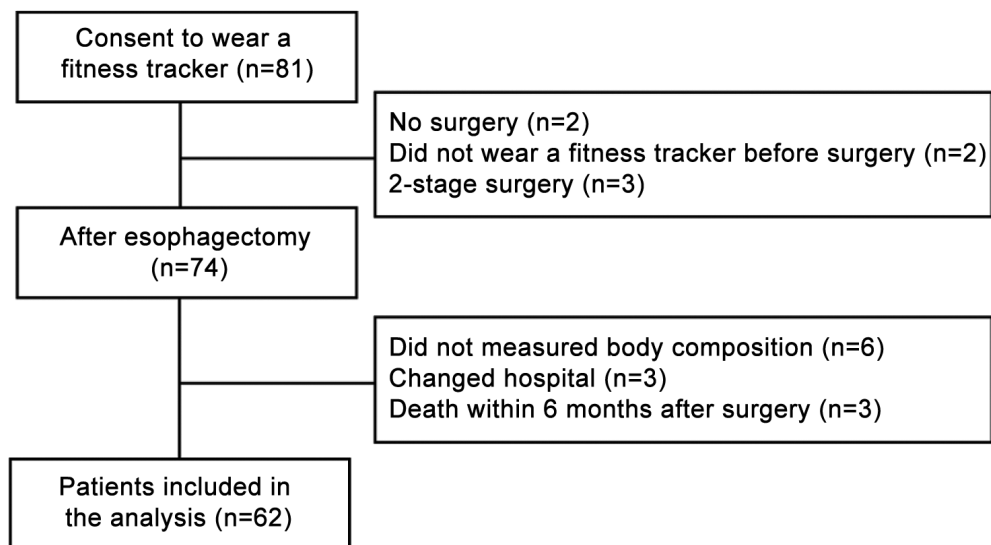 Consent to wear a
fitness tracker (n=81)
No surgery (n=2)
Did not wear a fitness tracker before surgery (n=2)
2-stage surgery (n=3)
After esophagectomy
(n=74)
Did not measured body composition (n=6)
Changed hospital (n=3)
Death within 6 months after surgery (n=3)
Patients included in
the analysis (n=62)